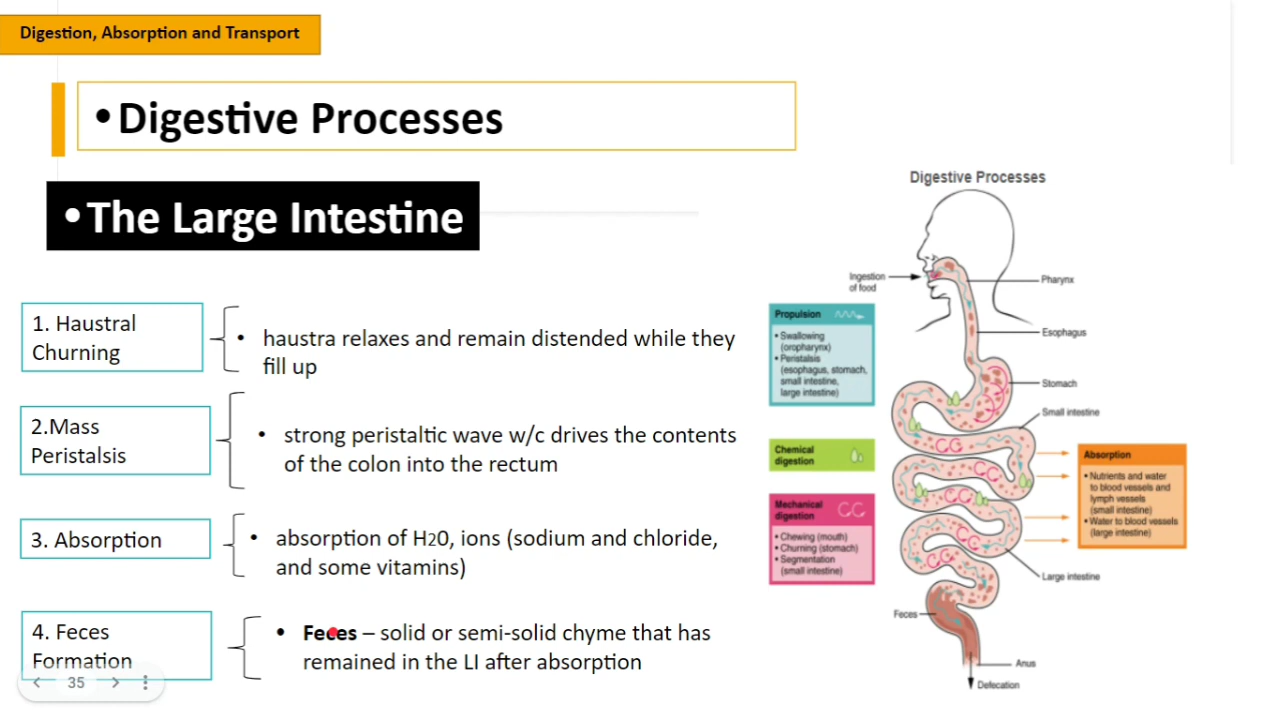 Digestion, Absorption and Transport
•Digestive Processes
•The Large Intestine
1. Haustral
Churning
• haustra relaxes and remain distended while they
fill up
2.Mass
Peristalsis
• strong peristaltic wave w/c drives the contents
of the colon into the rectum
3. Absorption
• absorption of H20, ions (sodium and chloride,
and some vitamins)
4. Feces
Formation
• Feces – solid or semi-solid chyme that has
remained in the LI after absorption
35
Digestive Processes
Ingestion
of food
Pharynx
Esophagus
Stomach
Small intestine
Propulsion
• Swallowing
(oropharynx)
• Peristalsis
(esophagus, stomach,
small intestine,
large intestine)
Chemical
digestion
Mechanical
digestion
• Chewing (mouth)
• Churning (stomach)
• Segmentation
(small intestine)
Absorption
• Nutrients and water
to blood vessels and
lymph vessels
(small intestine)
• Water to blood vessels
(large intestine)
Large intestine
Feces
Anus
Defecation